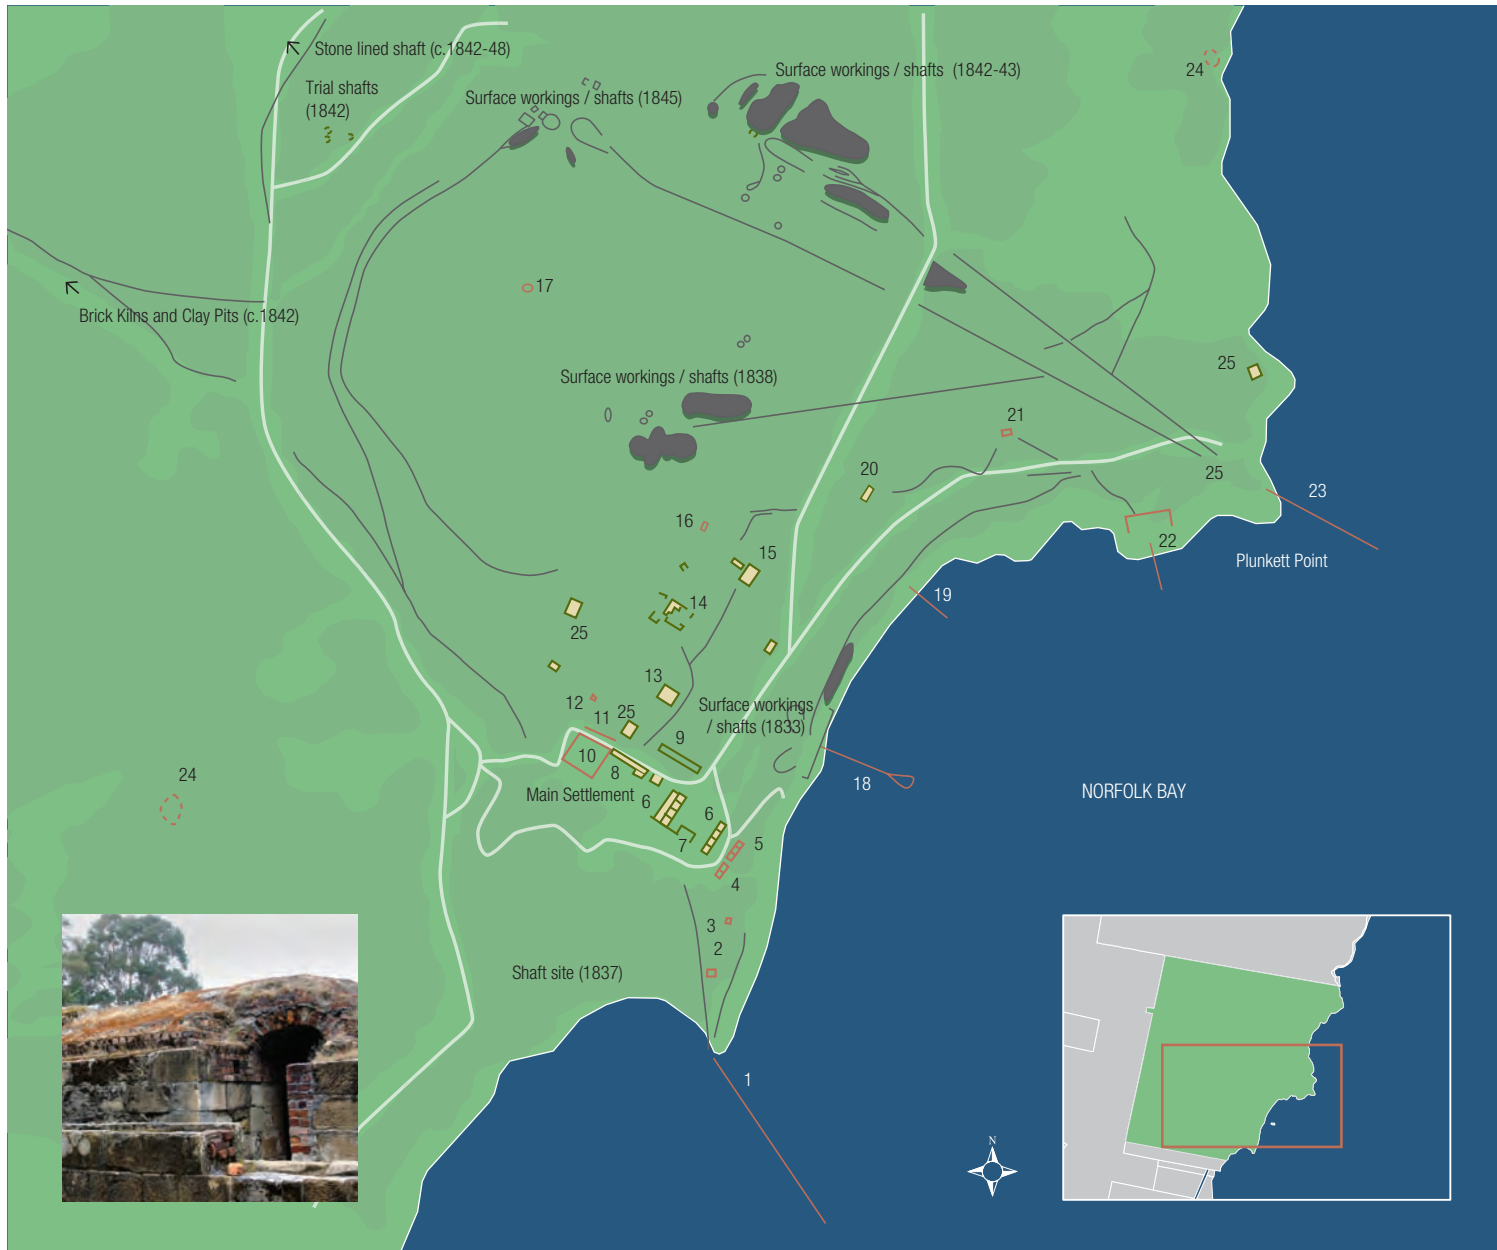 Stone lined shaft (c.1842-48)
Trial shafts
(1842)
Surface workings / shafts (1845)
Surface workings / shafts (1842-43)
24
Brick Kilns and Clay Pits (c.1842)
17
Surface workings / shafts (1838)
25
21
20
25
23
16
22
15
Plunkett Point
14
19
25
13
12
11
25
Surface workings
/ shafts (1833)
9
10
8
24
18
Main Settlement
NORFOLK BAY
6
6
7
5
4
3
2
Shaft site (1837)
1
N